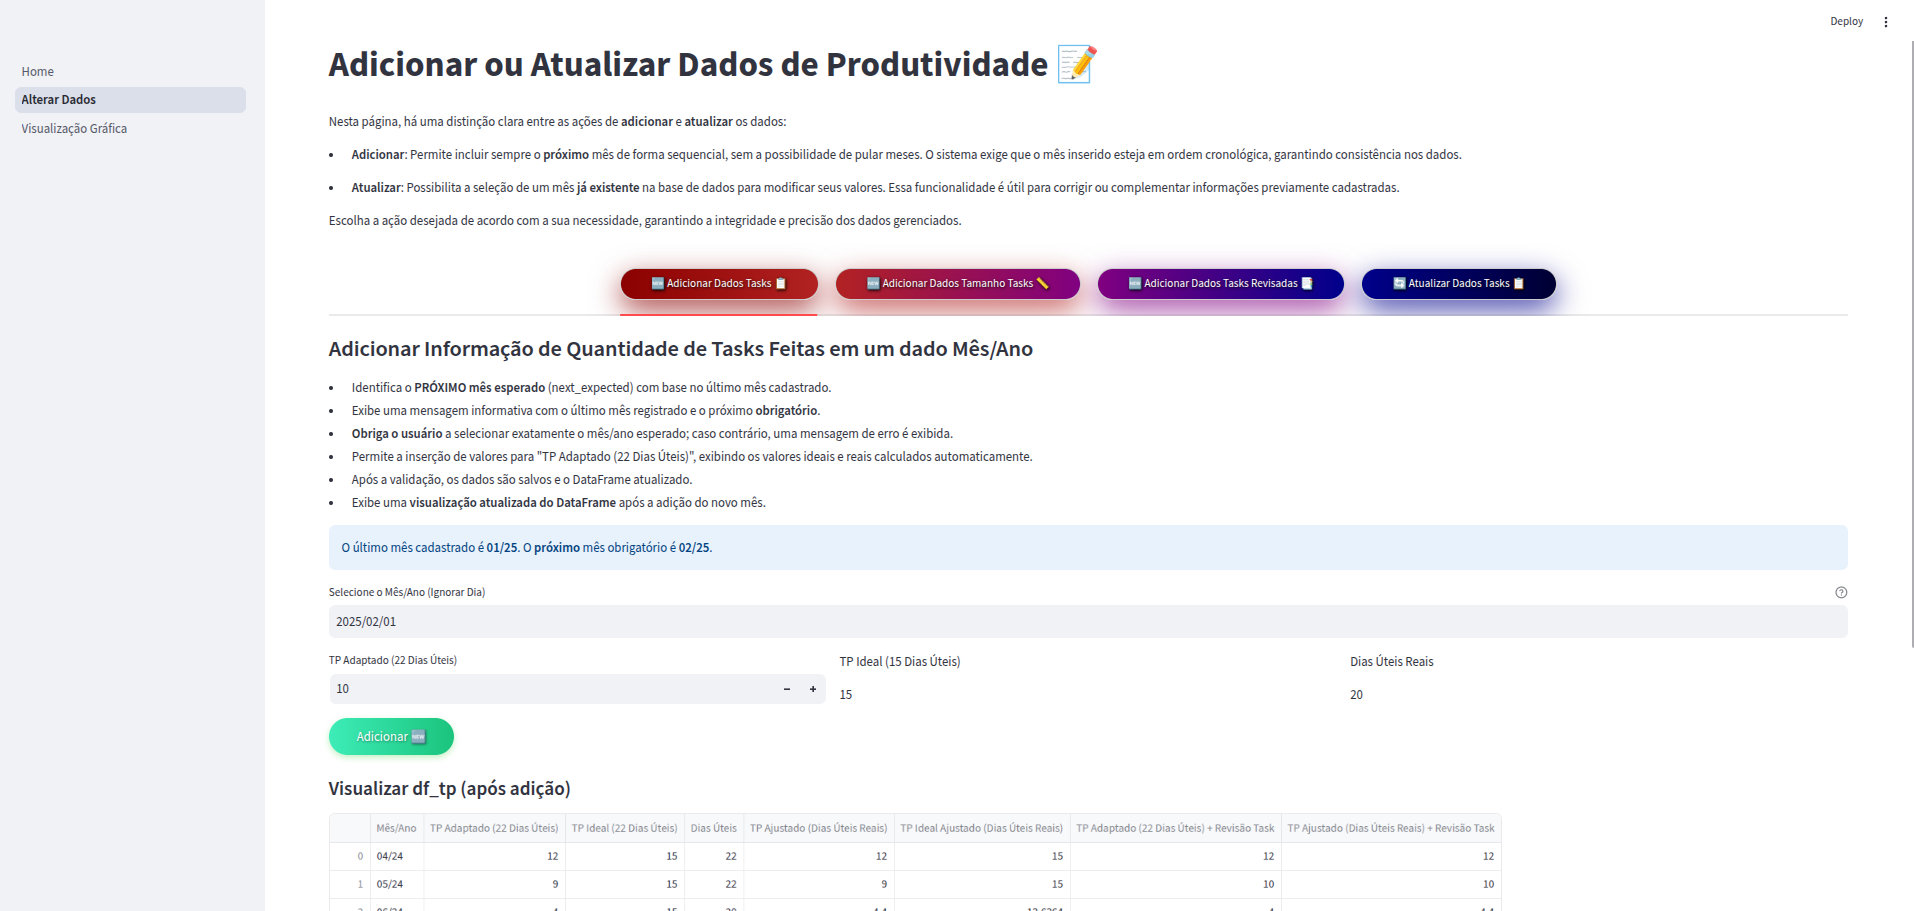 Deploy
Home
Alterar Dados
Visualização Gráfica
Adicionar ou Atualizar Dados de Produtividade
Nesta página, há uma distinção clara entre as ações de adicionar e atualizar os dados:
• Adicionar: Permite incluir sempre o próximo mês de forma sequencial, sem a possibilidade de pular meses. O sistema exige que o mês inserido esteja em ordem cronológica, garantindo consistência nos dados.
• Atualizar: Possibilita a seleção de um mês já existente na base de dados para modificar seus valores. Essa funcionalidade é útil para corrigir ou complementar informações previamente cadastradas.
Escolha a ação desejada de acordo com a sua necessidade, garantindo a integridade e precisão dos dados gerenciados.
🆕 Adicionar Dados Tasks 📋
🆕 Adicionar Dados Tamanho Tasks 📏
🆕 Adicionar Dados Tasks Revisadas 📑
🔄 Atualizar Dados Tasks 📋
Adicionar Informação de Quantidade de Tasks Feitas em um dado Mês/Ano
• Identifica o PRÓXIMO mês esperado (next_expected) com base no último mês cadastrado.
• Exibe uma mensagem informativa com o último mês registrado e o próximo obrigatório.
• Obriga o usuário a selecionar exatamente o mês/ano esperado; caso contrário, uma mensagem de erro é exibida.
• Permite a inserção de valores para "TP Adaptado (22 Dias Úteis)", exibindo os valores ideais e reais calculados automaticamente.
• Após a validação, os dados são salvos e o DataFrame atualizado.
• Exibe uma visualização atualizada do DataFrame após a adição do novo mês.
O último mês cadastrado é 01/25. O próximo mês obrigatório é 02/25.
Selecione o Mês/Ano (Ignorar Dia)
2025/02/01
TP Adaptado (22 Dias Úteis) TP Ideal (15 Dias Úteis) Dias Úteis Reais
10 − + 15 20
Adicionar 🆕
Visualizar df_tp (após adição)
Mês/Ano TP Adaptado (22 Dias Úteis) TP Ideal (22 Dias Úteis) Dias Úteis TP Ajustado (Dias Úteis Reais) TP Ideal Ajustado (Dias Úteis Reais) TP Adaptado (22 Dias Úteis) + Revisão Task TP Ajustado (Dias Úteis Reais) + Revisão Task
0 04/24 12 15 22 12 15 12 12
1 05/24 9 15 22 9 15 10 10